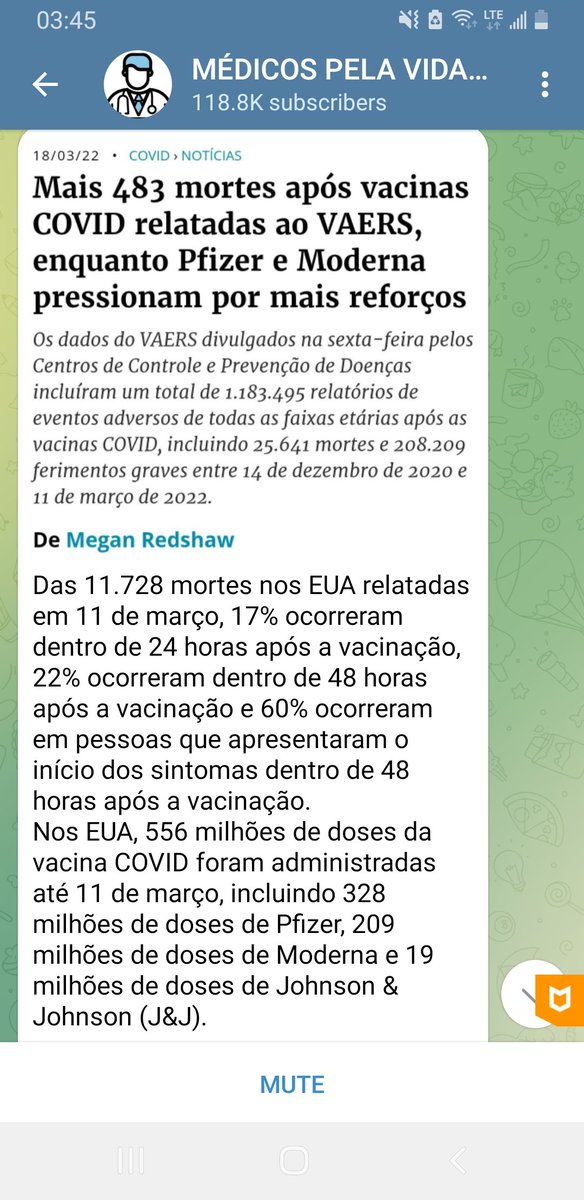 03:45
LTE
MÉDICOS PELA VIDA...
118.8K subscribers
18/03/22 • COVID › NOTÍCIAS
Mais 483 mortes após vacinas
COVID relatadas ao VAERS,
enquanto Pfizer e Moderna
pressionam por mais reforços
Os dados do VAERS divulgados na sexta-feira pelos
Centros de Controle e Prevenção de Doenças
incluíram um total de 1.183.495 relatórios de
eventos adversos de todas as faixas etárias após as
vacinas COVID, incluindo 25.641 mortes e 208.209
ferimentos graves entre 14 de dezembro de 2020 e
11 de março de 2022.
De Megan Redshaw
Das 11.728 mortes nos EUA relatadas
em 11 de março, 17% ocorreram
dentro de 24 horas após a vacinação,
22% ocorreram dentro de 48 horas
após a vacinação e 60% ocorreram
em pessoas que apresentaram o
início dos sintomas dentro de 48
horas após a vacinação.
Nos EUA, 556 milhões de doses da
vacina COVID foram administradas
até 11 de março, incluindo 328
milhões de doses de Pfizer, 209
milhões de doses de Moderna e 19
milhões de doses de Johnson &
Johnson (J&J).
MUTE